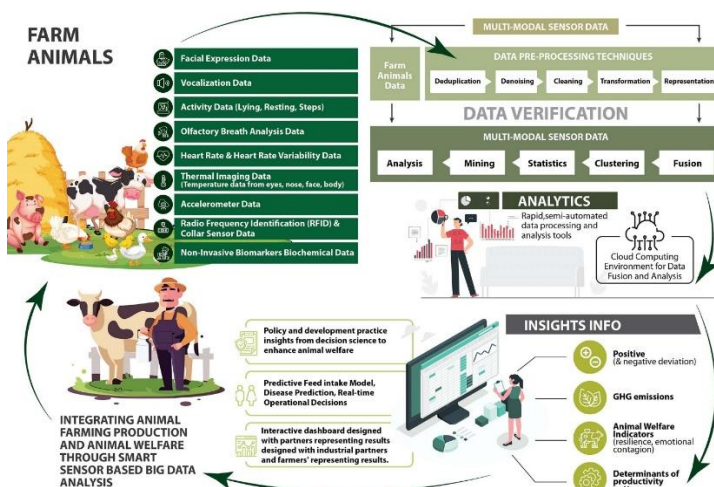 FARM
ANIMALS
Facial Expression Data
Vocalization Data
Activity Data (Lying, Resting, Steps)
Olfactory Breath Analysis Data
Heart Rate & Heart Rate Variability Data
Thermal Imaging Data
(Temperature data from eyes, nose, face, body)
Accelerometer Data
Radio Frequency Identification (RFID) &
Collar Sensor Data
Non-Invasive Biomarkers Biochemical Data
MULTI-MODAL SENSOR DATA
Farm
Animals
Data
DATA PRE-PROCESSING TECHNIQUES
Deduplication
Denoising
Cleaning
Transformation
Representation
DATA VERIFICATION
MULTI-MODAL SENSOR DATA
Analysis
Mining
Statistics
Clustering
Fusion
ANALYTICS
Rapid,semi-automated
data processing and
analysis tools
Cloud Computing
Environment for Data
Fusion and Analysis
INSIGHTS INFO
Positive
(& negative deviation)
GHG emissions
Animal Welfare
Indicators
(resilience, emotional
contagion)
Determinants of
productivity
Policy and development practice
insights from decision science to
enhance animal welfare
Predictive Feed intake Model,
Disease Prediction, Real-time
Operational Decisions
Interactive dashboard designed
with partners representing results
designed with industrial partners
and farmers' representing results.
INTEGRATING ANIMAL
FARMING PRODUCTION
AND ANIMAL WELFARE
THROUGH SMART
SENSOR BASED BIG DATA
ANALYSIS